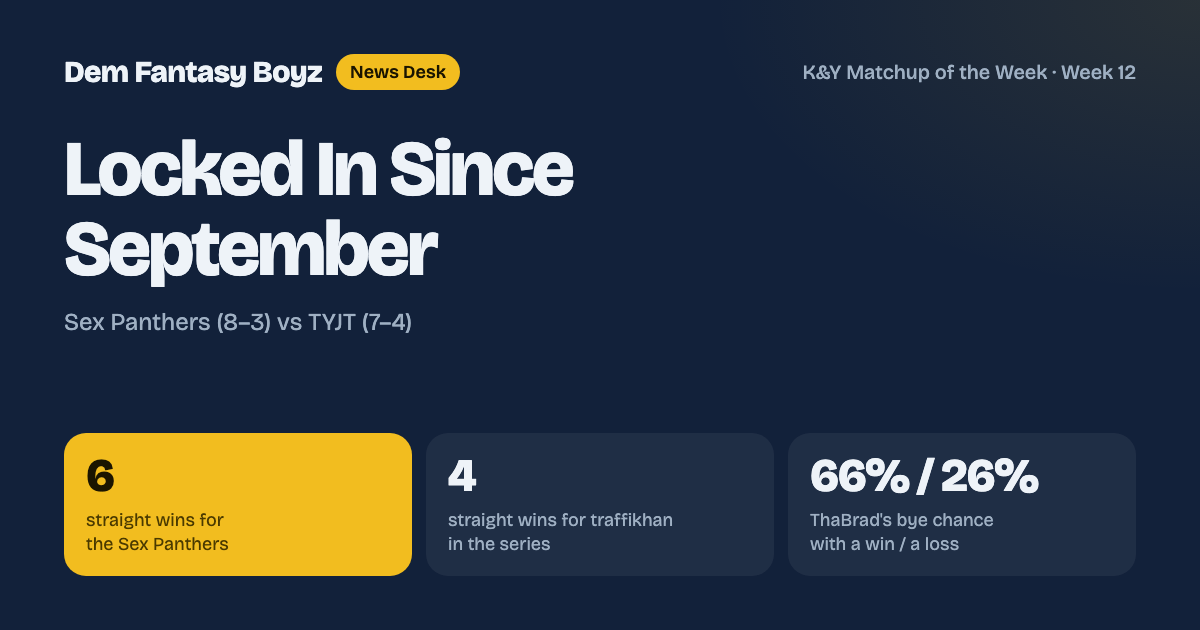 Dem Fantasy Boyz
News Desk
K&Y Matchup of the Week · Week 12
Locked In Since
September
Sex Panthers (8–3) vs TYJT (7–4)
6
straight wins for
the Sex Panthers
4
straight wins for traffikhan
in the series
66% / 26%
ThaBrad's bye chance
with a win / a loss